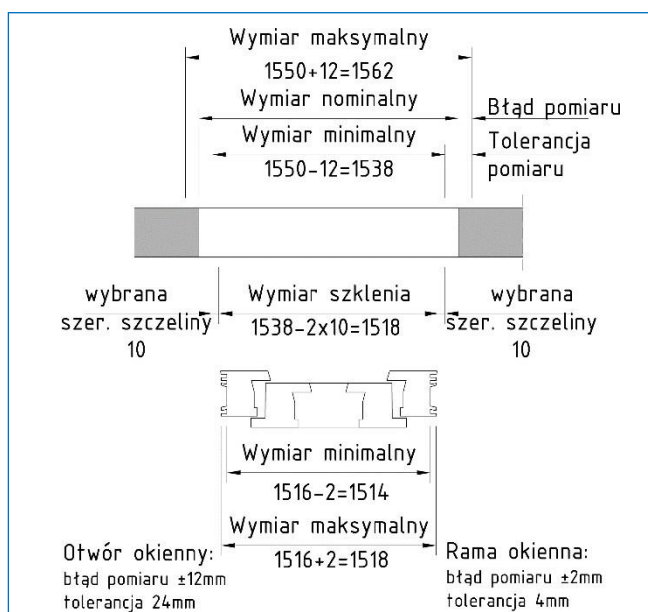 Wymiar maksymalny
1550+12=1562
Wymiar nominalny
Błąd pomiaru
Wymiar minimalny
1550-12=1538
Tolerancja
pomiaru
wybrana
szer. szczeliny
10
Wymiar szklenia
1538-2x10=1518
wybrana
szer. szczeliny
10
Wymiar minimalny
1516-2=1514
Wymiar maksymalny
1516+2=1518
Otwór okienny:
błąd pomiaru ±12mm
tolerancja 24mm
Rama okienna:
błąd pomiaru ±2mm
tolerancja 4mm